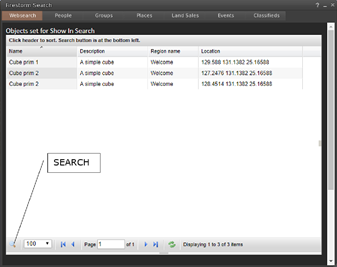 Firestorm Search
Websearch People Groups Places Land Sales Events Classifieds
Objects set for Show In Search
Click header to sort. Search button is at the bottom left.
Name Description Region name Location
Cube prim 1 A simple cube Welcome 129.588 131.1382 25.16588
Cube prim 2 A simple cube Welcome 127.2476 131.1382 25.16588
Cube prim 2 A simple cube Welcome 128.4514 131.1382 25.16588
SEARCH
100 Page 1 of 1 Displaying 1 to 3 of 3 items